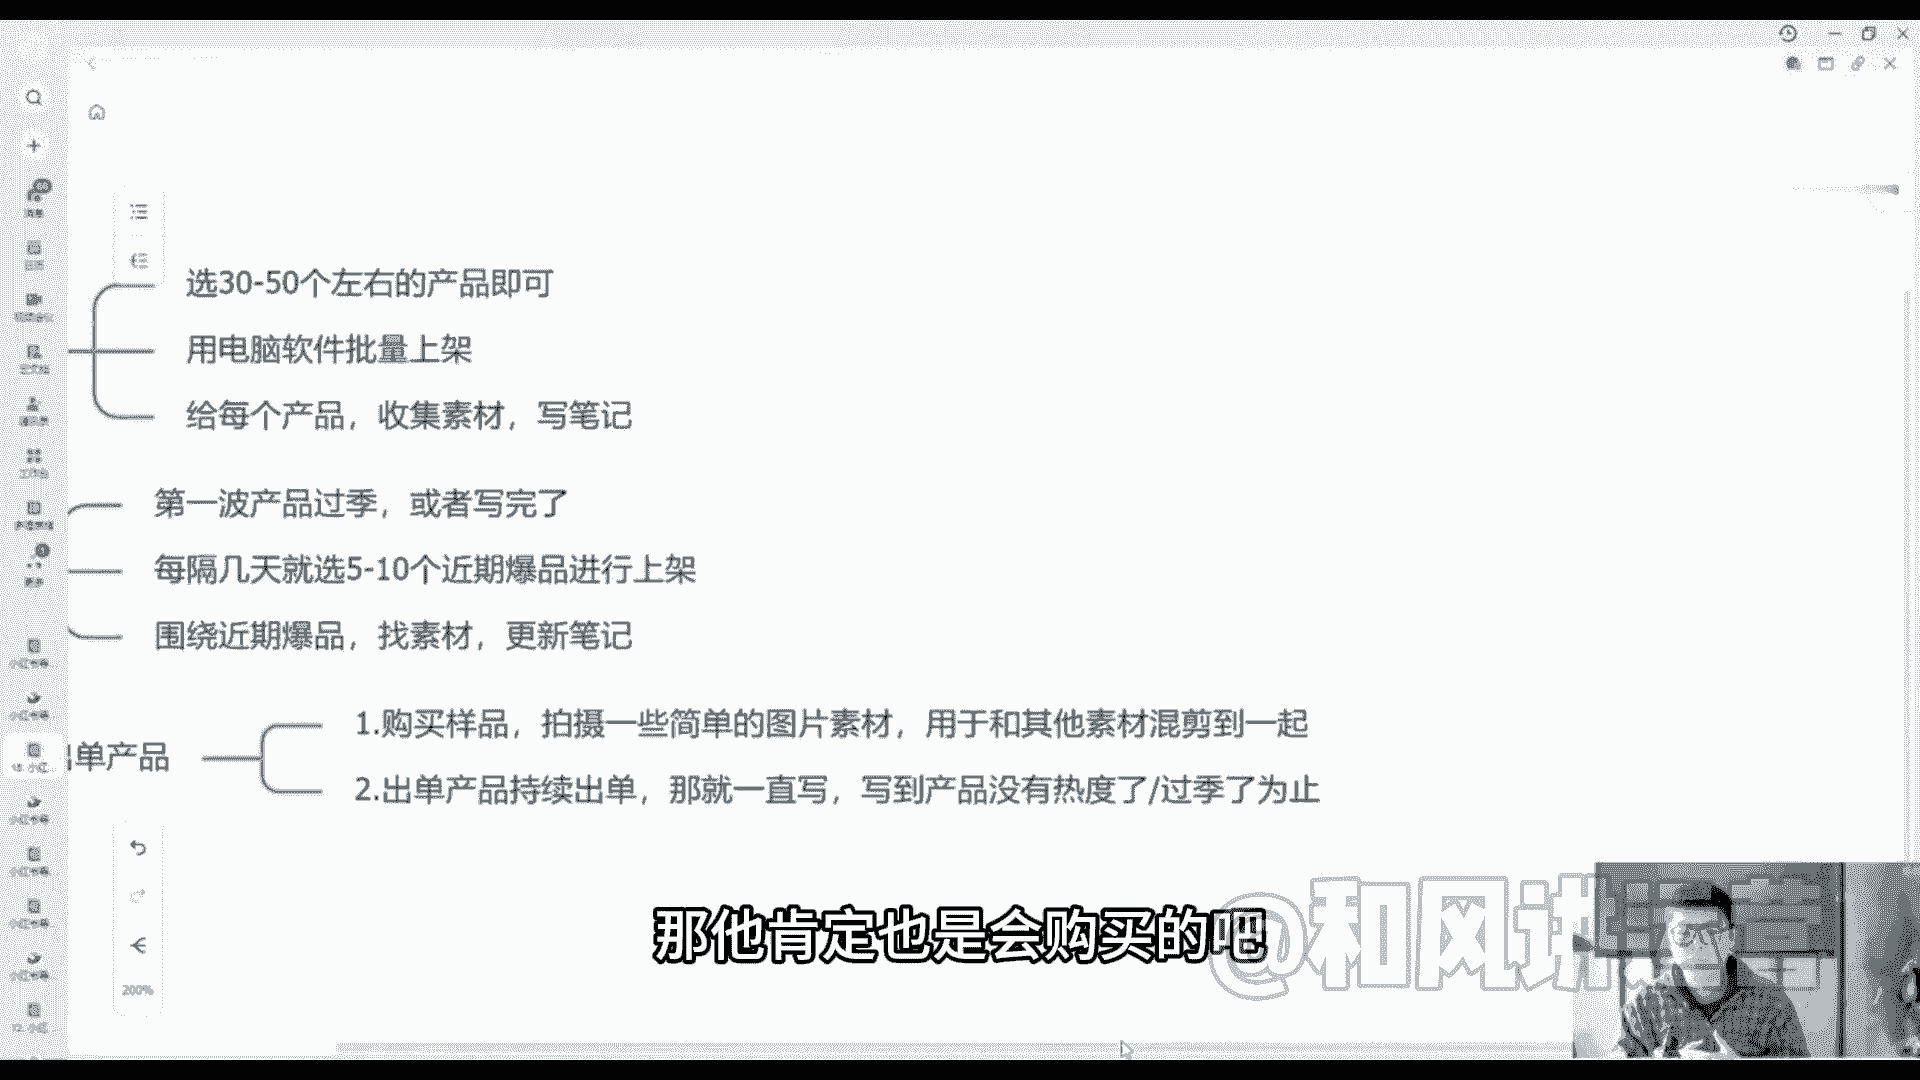 选30-50个左右的产品即可
用电脑软件批量上架
给每个产品，收集素材，写笔记
第一波产品过季，或者写完了
每隔几天就选5-10个近期爆品进行上架
围绕近期爆品，找素材，更新笔记
单产品
1.购买样品，拍摄一些简单的图片素材，用于和其他素材混剪到一起
2.出单产品持续出单，那就一直写，写到产品没有热度了/过季了为止
200%
那他肯定也是会购买的吧
@和风讲运营